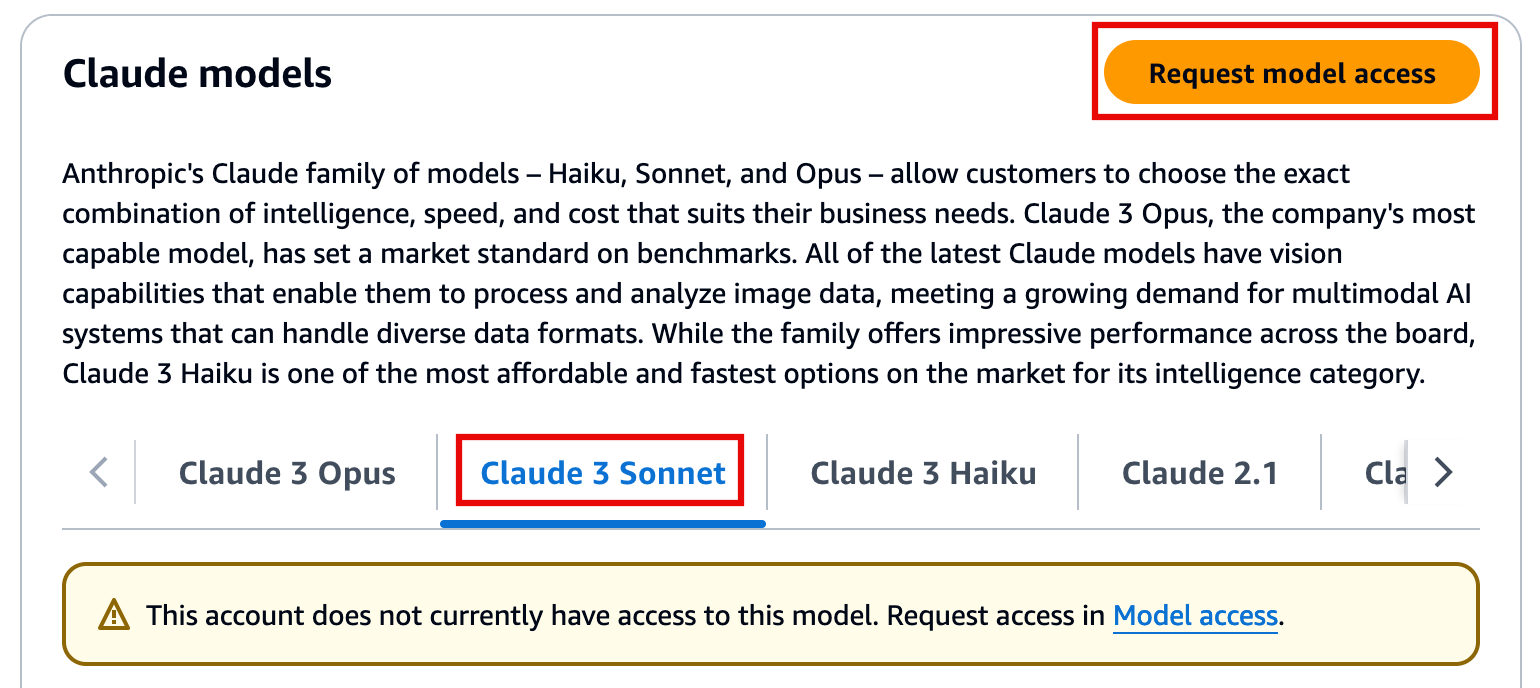 Claude models
Request model access
Anthropic's Claude family of models – Haiku, Sonnet, and Opus – allow customers to choose the exact
combination of intelligence, speed, and cost that suits their business needs. Claude 3 Opus, the company's most
capable model, has set a market standard on benchmarks. All of the latest Claude models have vision
capabilities that enable them to process and analyze image data, meeting a growing demand for multimodal AI
systems that can handle diverse data formats. While the family offers impressive performance across the board,
Claude 3 Haiku is one of the most affordable and fastest options on the market for its intelligence category.
Claude 3 Opus
Claude 3 Sonnet
Claude 3 Haiku
Claude 2.1
This account does not currently have access to this model. Request access in Model access.